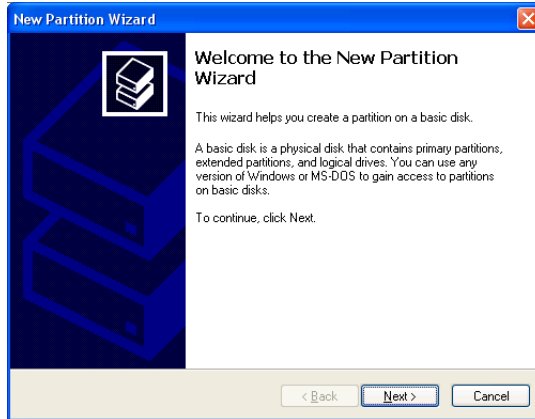 New Partition Wizard
Welcome to the New Partition
Wizard
This wizard helps you create a partition on a basic disk.
A basic disk is a physical disk that contains primary partitions,
extended partitions, and logical drives. You can use any
version of Windows or MS-DOS to gain access to partitions
on basic disks.
To continue, click Next.
< Back
Next >
Cancel